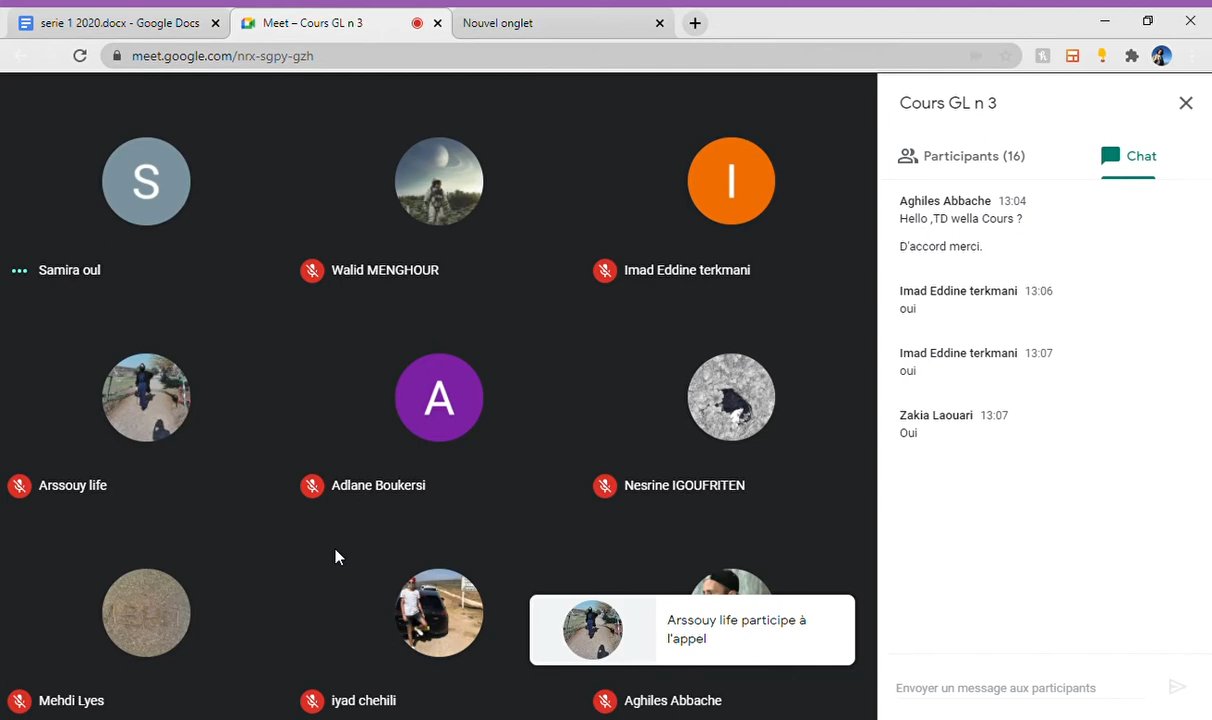 serie 1 2020.docx - Google Docs
Meet – Cours GL n 3
Nouvel onglet
meet.google.com/nrx-sgpy-gzh
S
I
Samira oul
Walid MENGHOUR
Imad Eddine terkmani
A
Arssouy life
Adlane Boukersi
Nesrine IGOUFRITEN
Arssouy life participe à
l'appel
Mehdi Lyes
iyad chehili
Aghiles Abbache
Cours GL n 3
Participants (16)
Chat
Aghiles Abbache 13:04
Hello ,TD wella Cours ?
D'accord merci.
Imad Eddine terkmani 13:06
oui
Imad Eddine terkmani 13:07
oui
Zakia Laouari 13:07
Oui
Envoyer un message aux participants